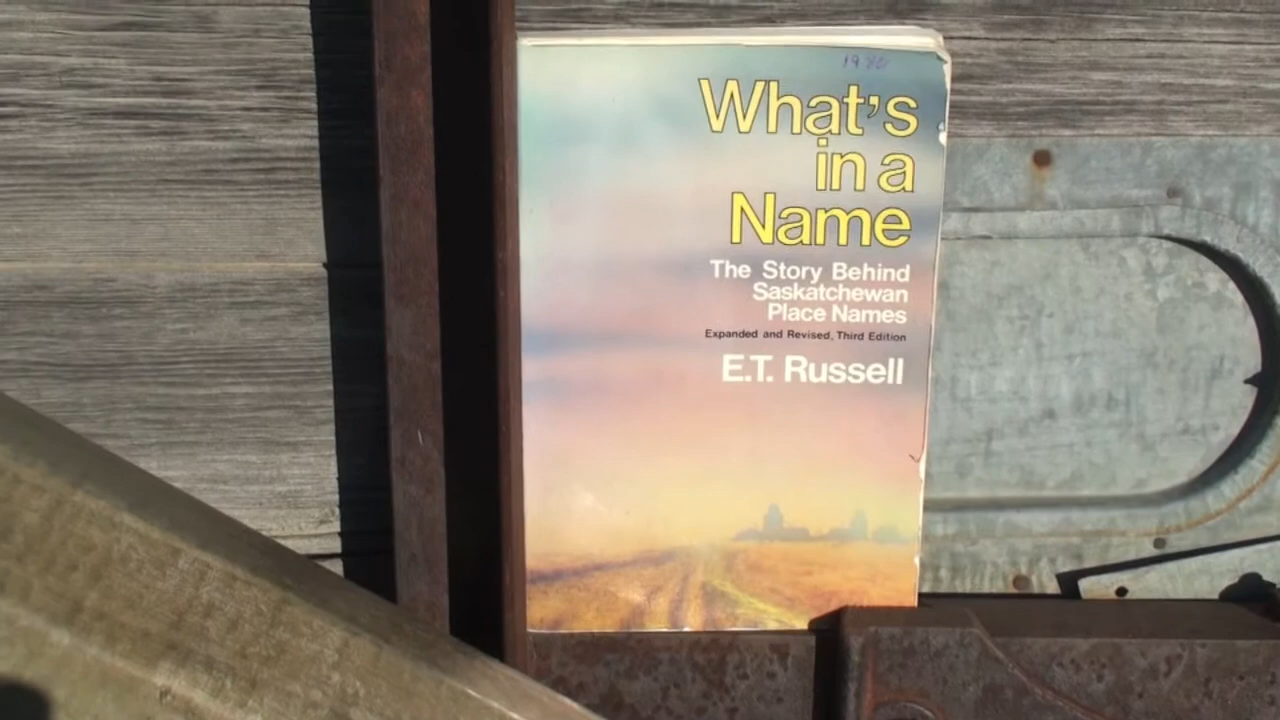 1980
What's
in a
Name
The Story Behind
Saskatchewan
Place Names
Expanded and Revised, Third Edition
E.T. Russell